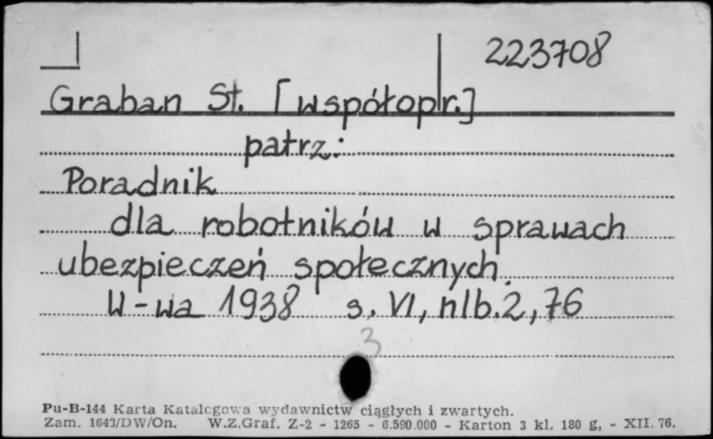 223708
Graban St. [współopr.]
patrz:
Poradnik
dla robotników w sprawach
ubezpieczeń społecznych.
W-wa 1938 s. VI, nlb. 2, 76
3
Pu-B-144 Karta Katalogowa wydawnictw ciągłych i zwartych.
Zam. 1643/DW/On. W.Z.Graf. Z-2 - 1265 - 6.590.000 - Karton 3 kl. 180 g, - XII. 76.